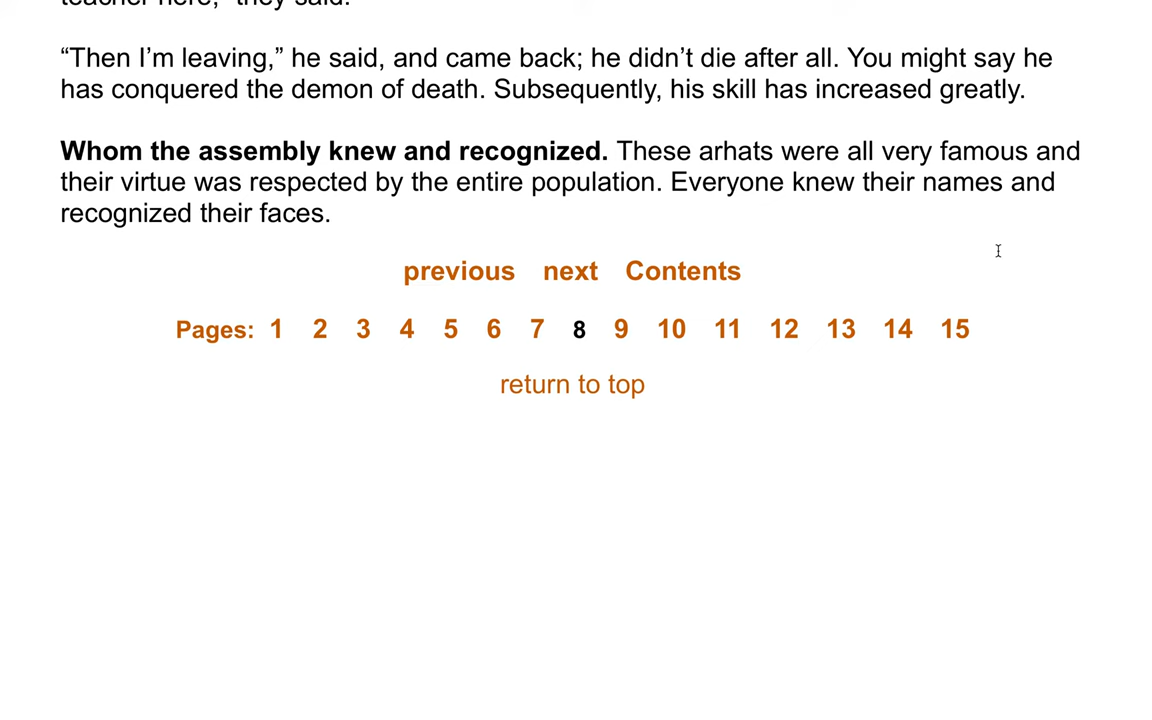 teacher here," they said.
“Then I’m leaving,” he said, and came back; he didn’t die after all. You might say he
has conquered the demon of death. Subsequently, his skill has increased greatly.
Whom the assembly knew and recognized. These arhats were all very famous and
their virtue was respected by the entire population. Everyone knew their names and
recognized their faces.
previous next Contents
Pages: 1 2 3 4 5 6 7 8 9 10 11 12 13 14 15
return to top